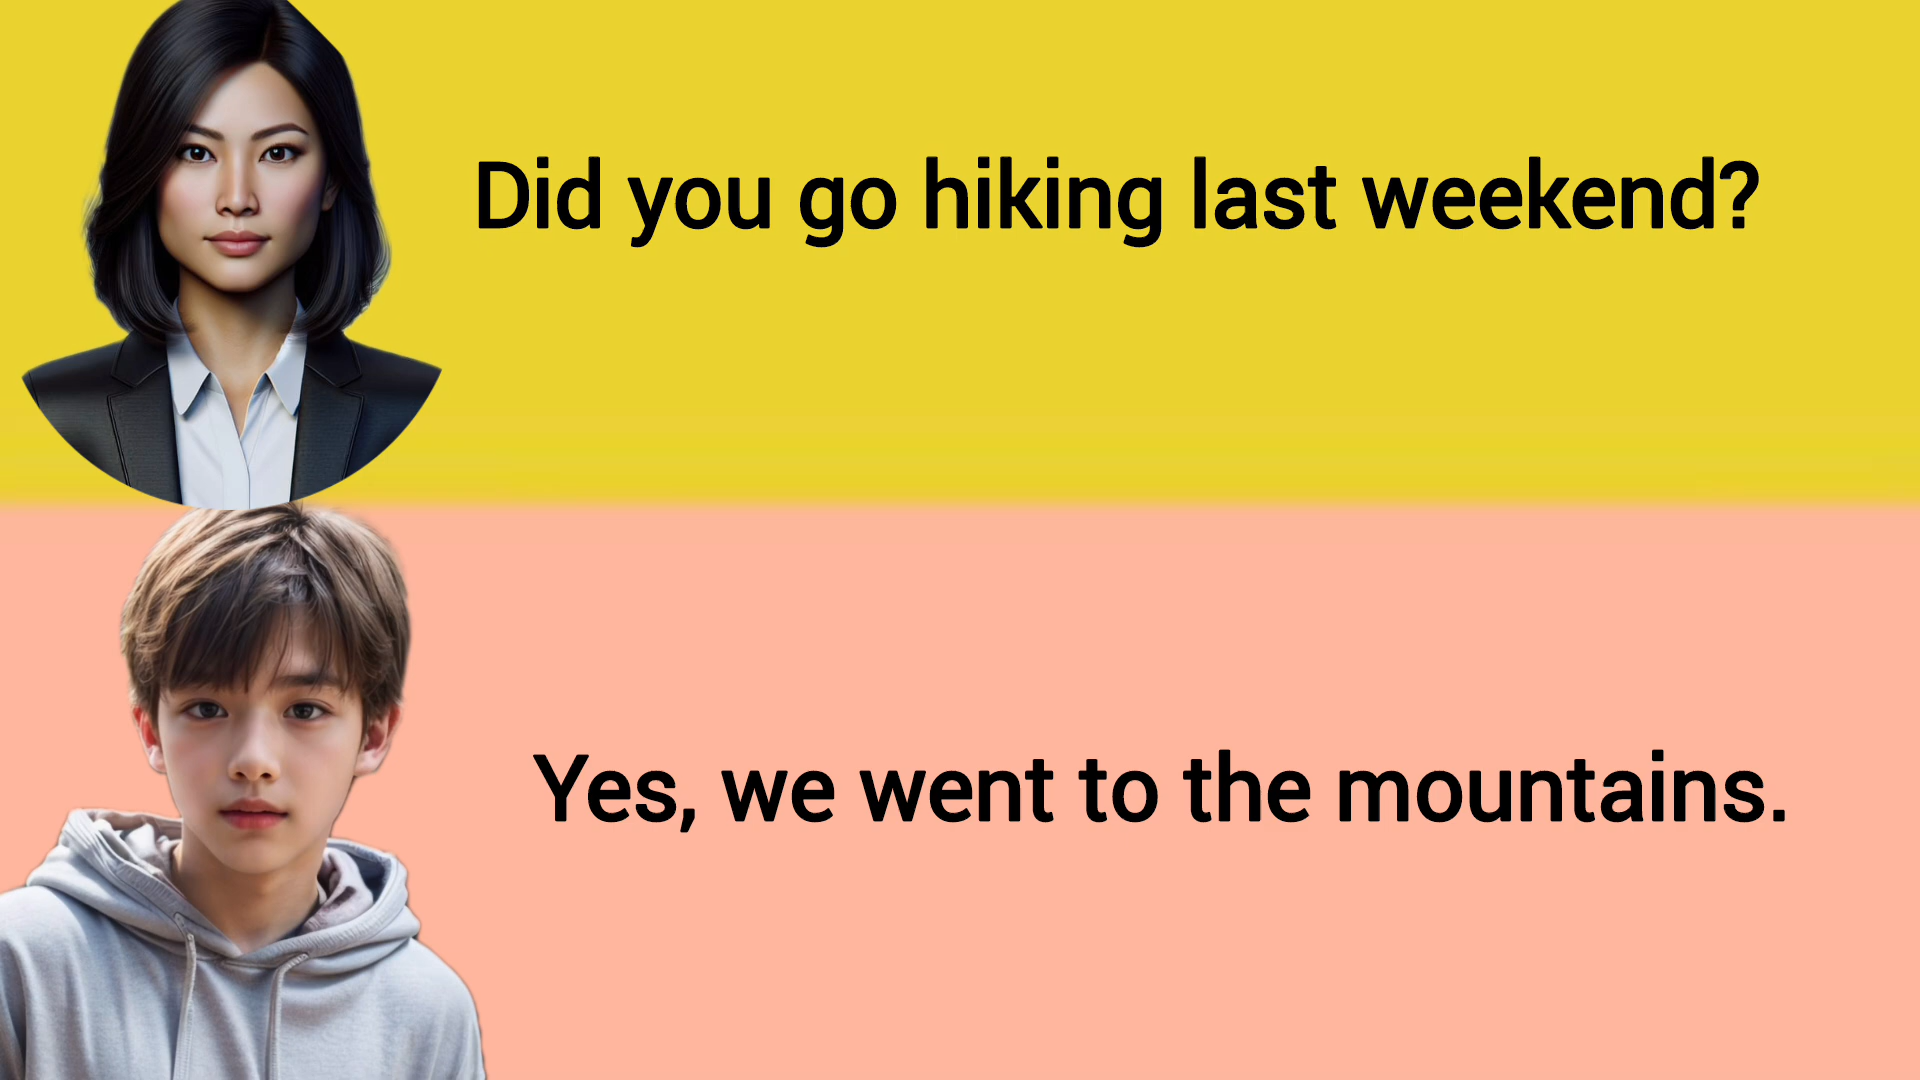 Did you go hiking last weekend?
Yes, we went to the mountains.